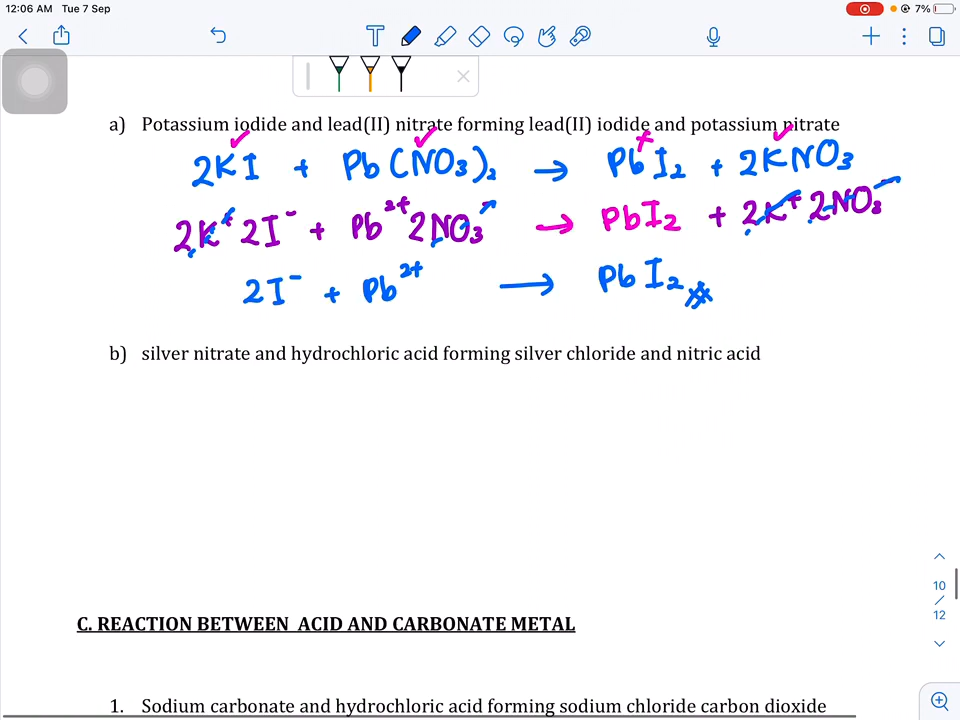 12:06 AM Tue 7 Sep 7%
a) Potassium iodide and lead(II) nitrate forming lead(II) iodide and potassium nitrate
2KI + Pb(NO3)2 → PbI2 + 2KNO3
2K⁺ 2I⁻ + Pb²⁺ 2NO3⁻ → PbI2 + 2K⁺ 2NO3⁻
2I⁻ + Pb²⁺ → PbI2
b) silver nitrate and hydrochloric acid forming silver chloride and nitric acid
10
/
12
C. REACTION BETWEEN ACID AND CARBONATE METAL
1. Sodium carbonate and hydrochloric acid forming sodium chloride carbon dioxide